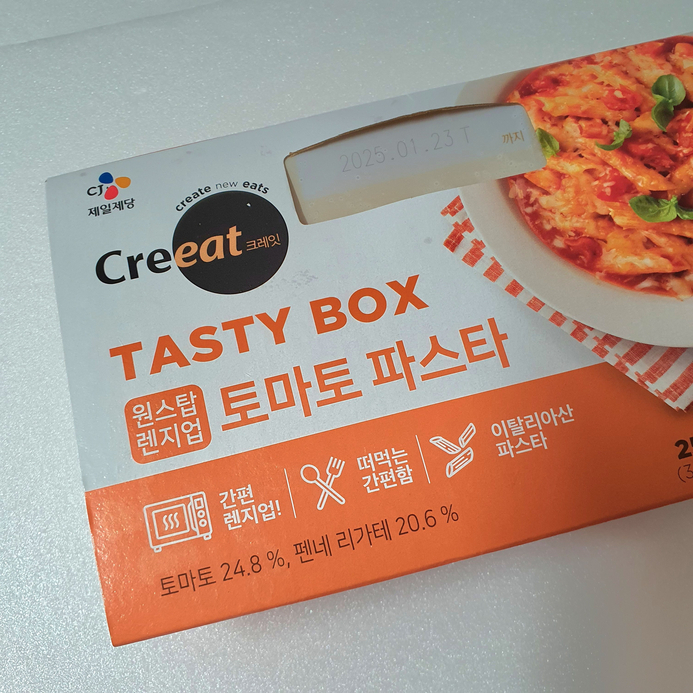 2025.01.23 T 까지
CJ
제일제당
create new eats
Creeat 크레잇
TASTY BOX
원스탑
렌지업
토마토 파스타
간편
렌지업!
떠먹는
간편함
이탈리아산
파스타
토마토 24.8 %, 펜네 리가테 20.6 %